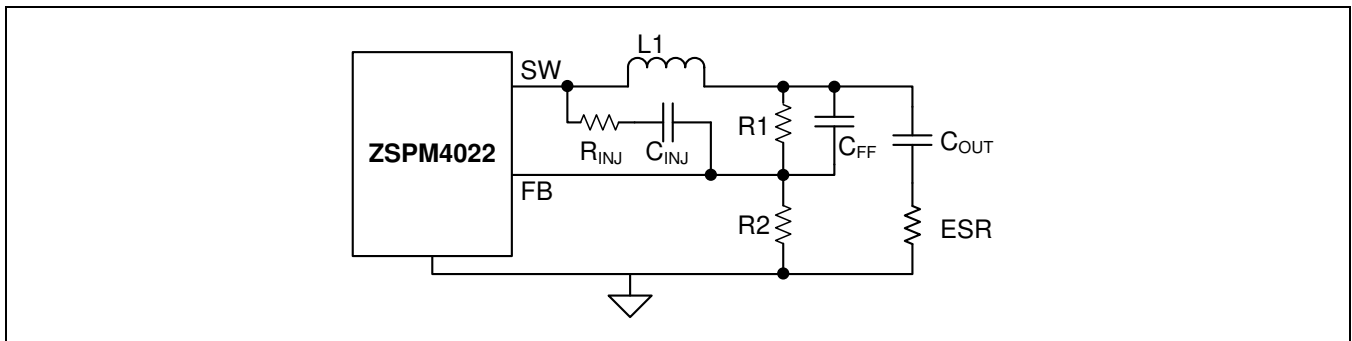 L1
SW
R1
R_INJ
C_INJ
C_FF
C_OUT
ZSPM4022
FB
R2
ESR